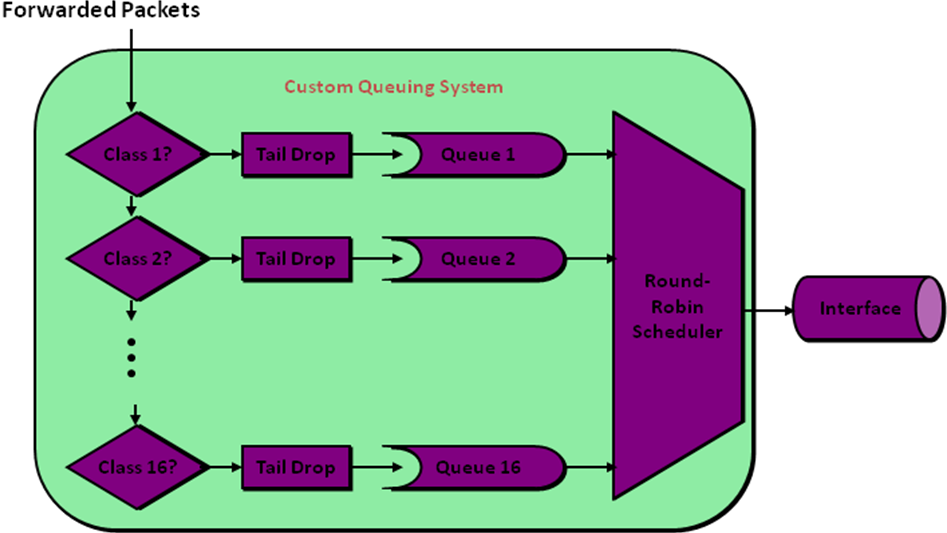 Forwarded Packets
Custom Queuing System
Class 1?
Tail Drop
Queue 1
Class 2?
Tail Drop
Queue 2
Round-
Robin
Scheduler
Interface
Class 16?
Tail Drop
Queue 16